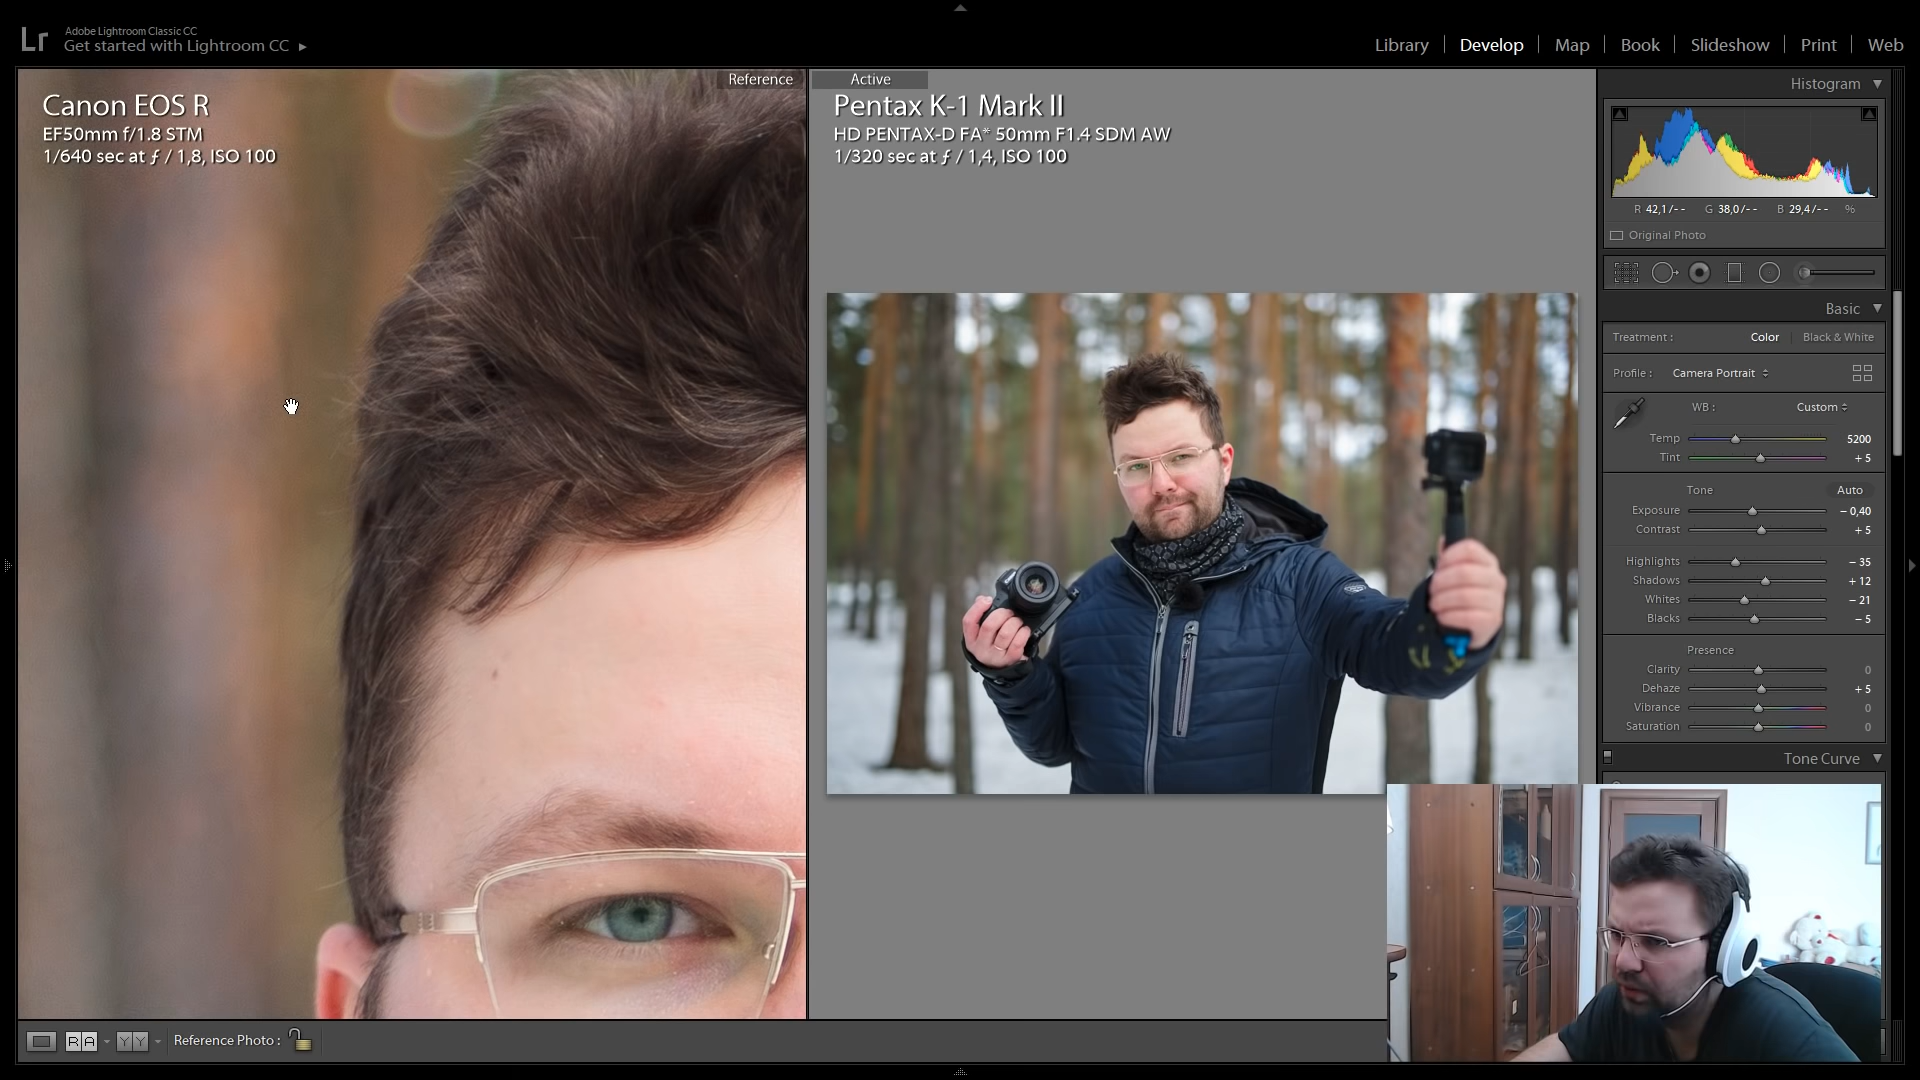 Lr
Adobe Lightroom Classic CC
Get started with Lightroom CC
Library | Develop | Map | Book | Slideshow | Print | Web
Reference
Active
Canon EOS R
EF50mm f/1.8 STM
1/640 sec at ƒ / 1,8, ISO 100
Pentax K-1 Mark II
HD PENTAX-D FA* 50mm F1.4 SDM AW
1/320 sec at ƒ / 1,4, ISO 100
Histogram
R 42,1/-- G 38,0/-- B 29,4/-- %
Original Photo
Basic
Treatment : Color | Black & White
Profile : Camera Portrait
WB : Custom
Temp 5200
Tint + 5
Tone Auto
Exposure − 0,40
Contrast + 5
Highlights − 35
Shadows + 12
Whites − 21
Blacks − 5
Presence
Clarity 0
Dehaze + 5
Vibrance 0
Saturation 0
Tone Curve
R A
Y Y
Reference Photo :